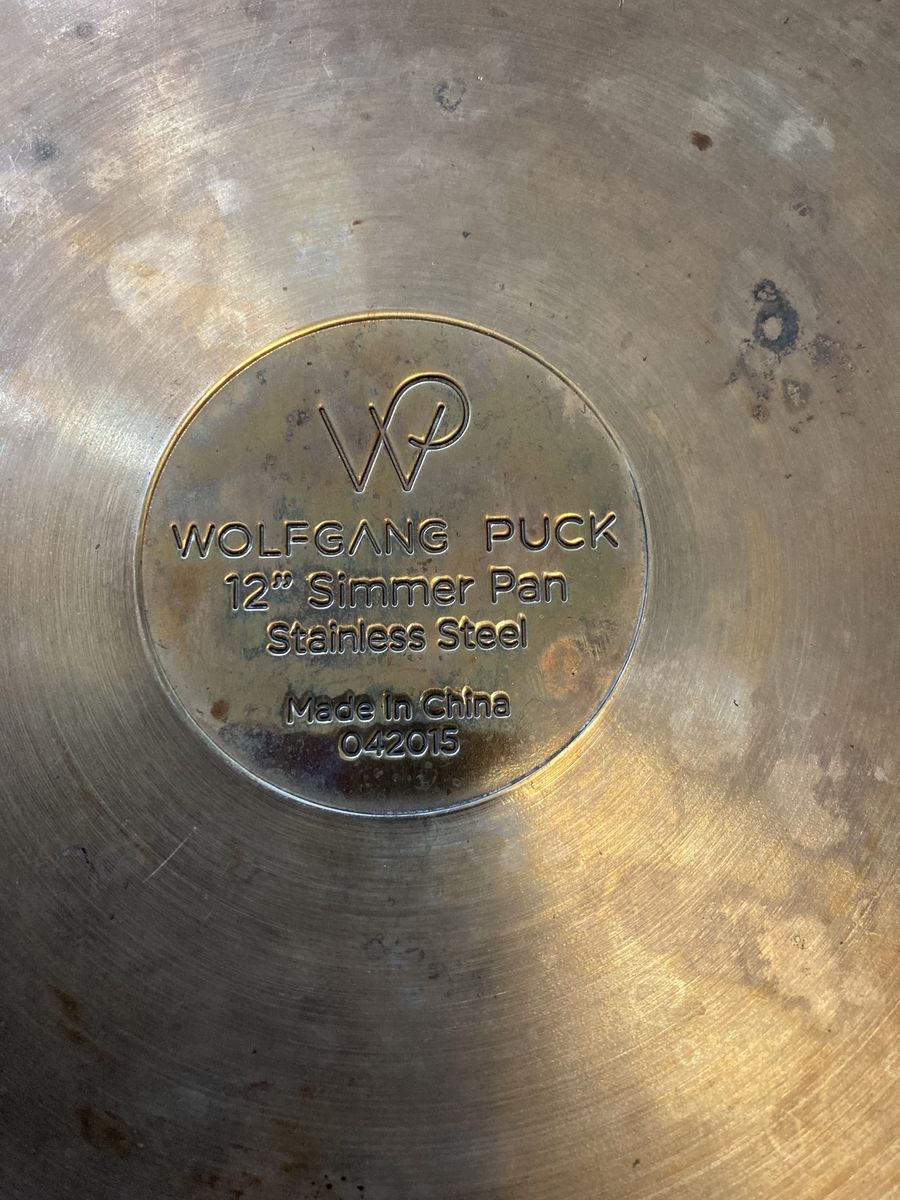 WP
WOLFGANG PUCK
12” Simmer Pan
Stainless Steel
Made In China
042015